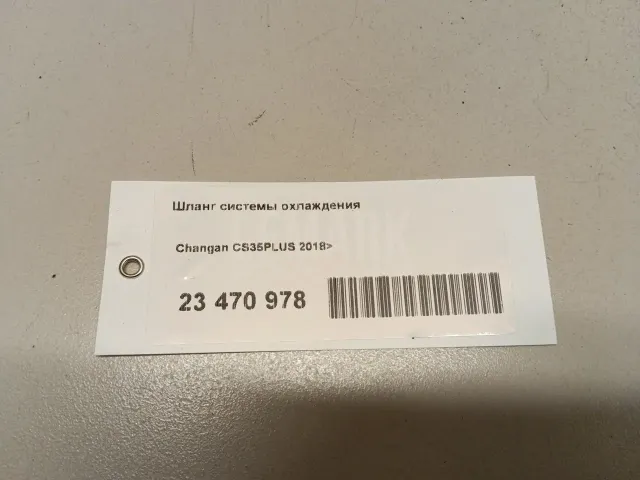 Шланг системы охлаждения
Changan CS35PLUS 2018>
23 470 978